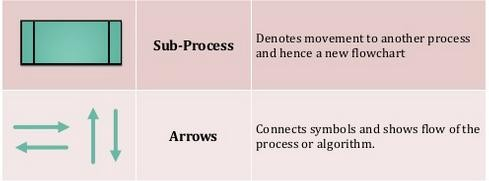 Sub-Process
Denotes movement to another process
and hence a new flowchart
Arrows
Connects symbols and shows flow of the
process or algorithm.